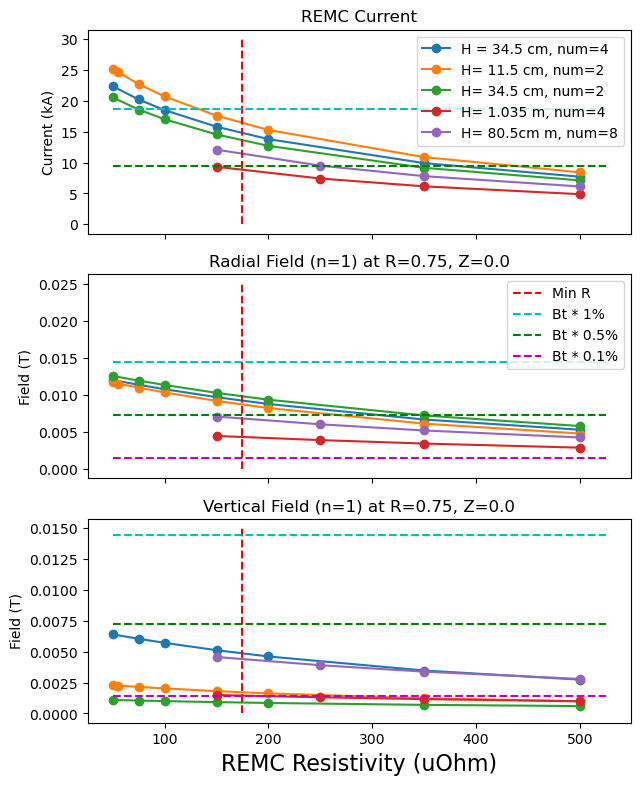 REMC Current
Current (kA)
30
25
20
15
10
5
0
H = 34.5 cm, num=4
H= 11.5 cm, num=2
H= 34.5 cm, num=2
H= 1.035 m, num=4
H= 80.5cm m, num=8
Radial Field (n=1) at R=0.75, Z=0.0
Field (T)
0.025
0.020
0.015
0.010
0.005
0.000
Min R
Bt * 1%
Bt * 0.5%
Bt * 0.1%
Vertical Field (n=1) at R=0.75, Z=0.0
Field (T)
0.0150
0.0125
0.0100
0.0075
0.0050
0.0025
0.0000
100 200 300 400 500
REMC Resistivity (uOhm)